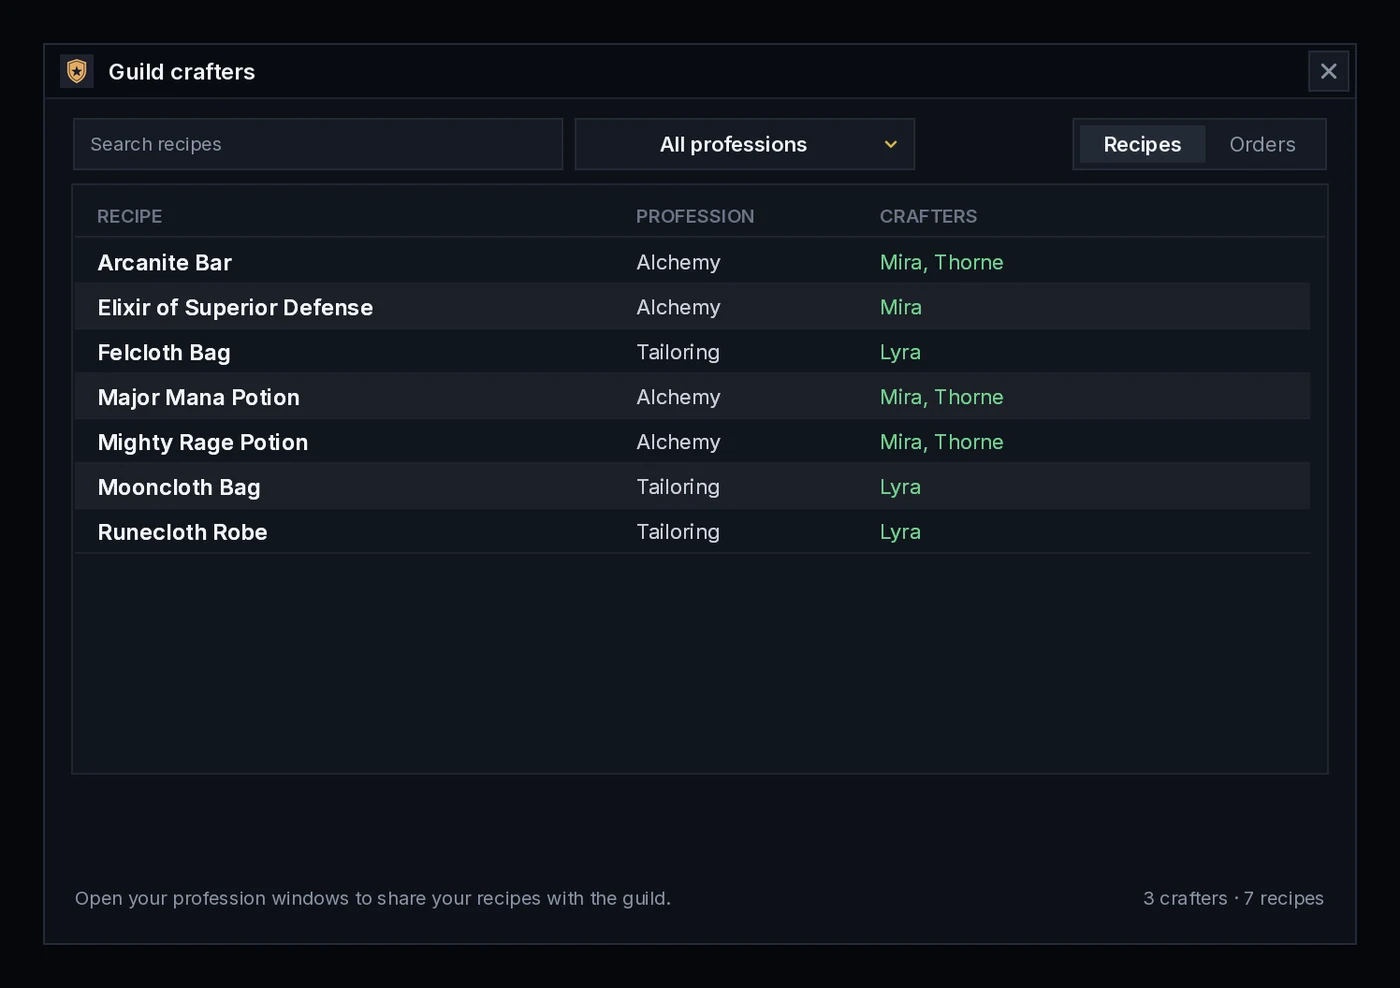 Guild crafters
Search recipes
All professions
Recipes Orders
RECIPE PROFESSION CRAFTERS
Arcanite Bar Alchemy Mira, Thorne
Elixir of Superior Defense Alchemy Mira
Felcloth Bag Tailoring Lyra
Major Mana Potion Alchemy Mira, Thorne
Mighty Rage Potion Alchemy Mira, Thorne
Mooncloth Bag Tailoring Lyra
Runecloth Robe Tailoring Lyra
Open your profession windows to share your recipes with the guild.
3 crafters · 7 recipes